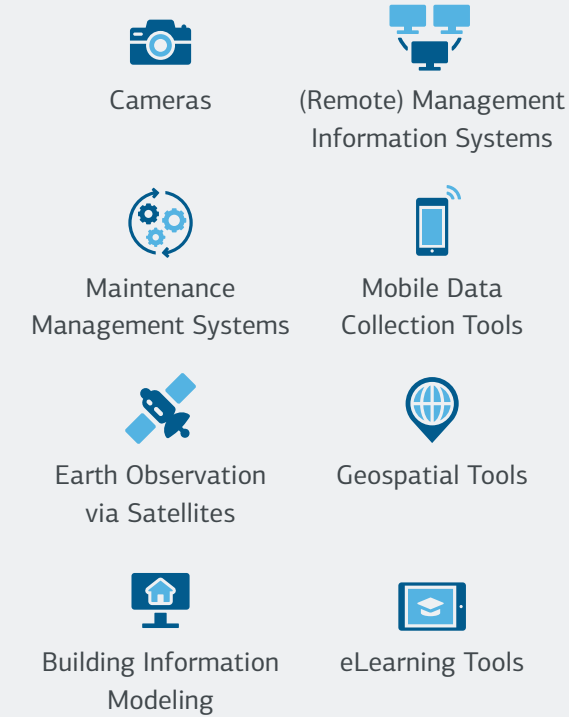 Cameras
(Remote) Management
Information Systems
Maintenance
Management Systems
Mobile Data
Collection Tools
Earth Observation
via Satellites
Geospatial Tools
Building Information
Modeling
eLearning Tools